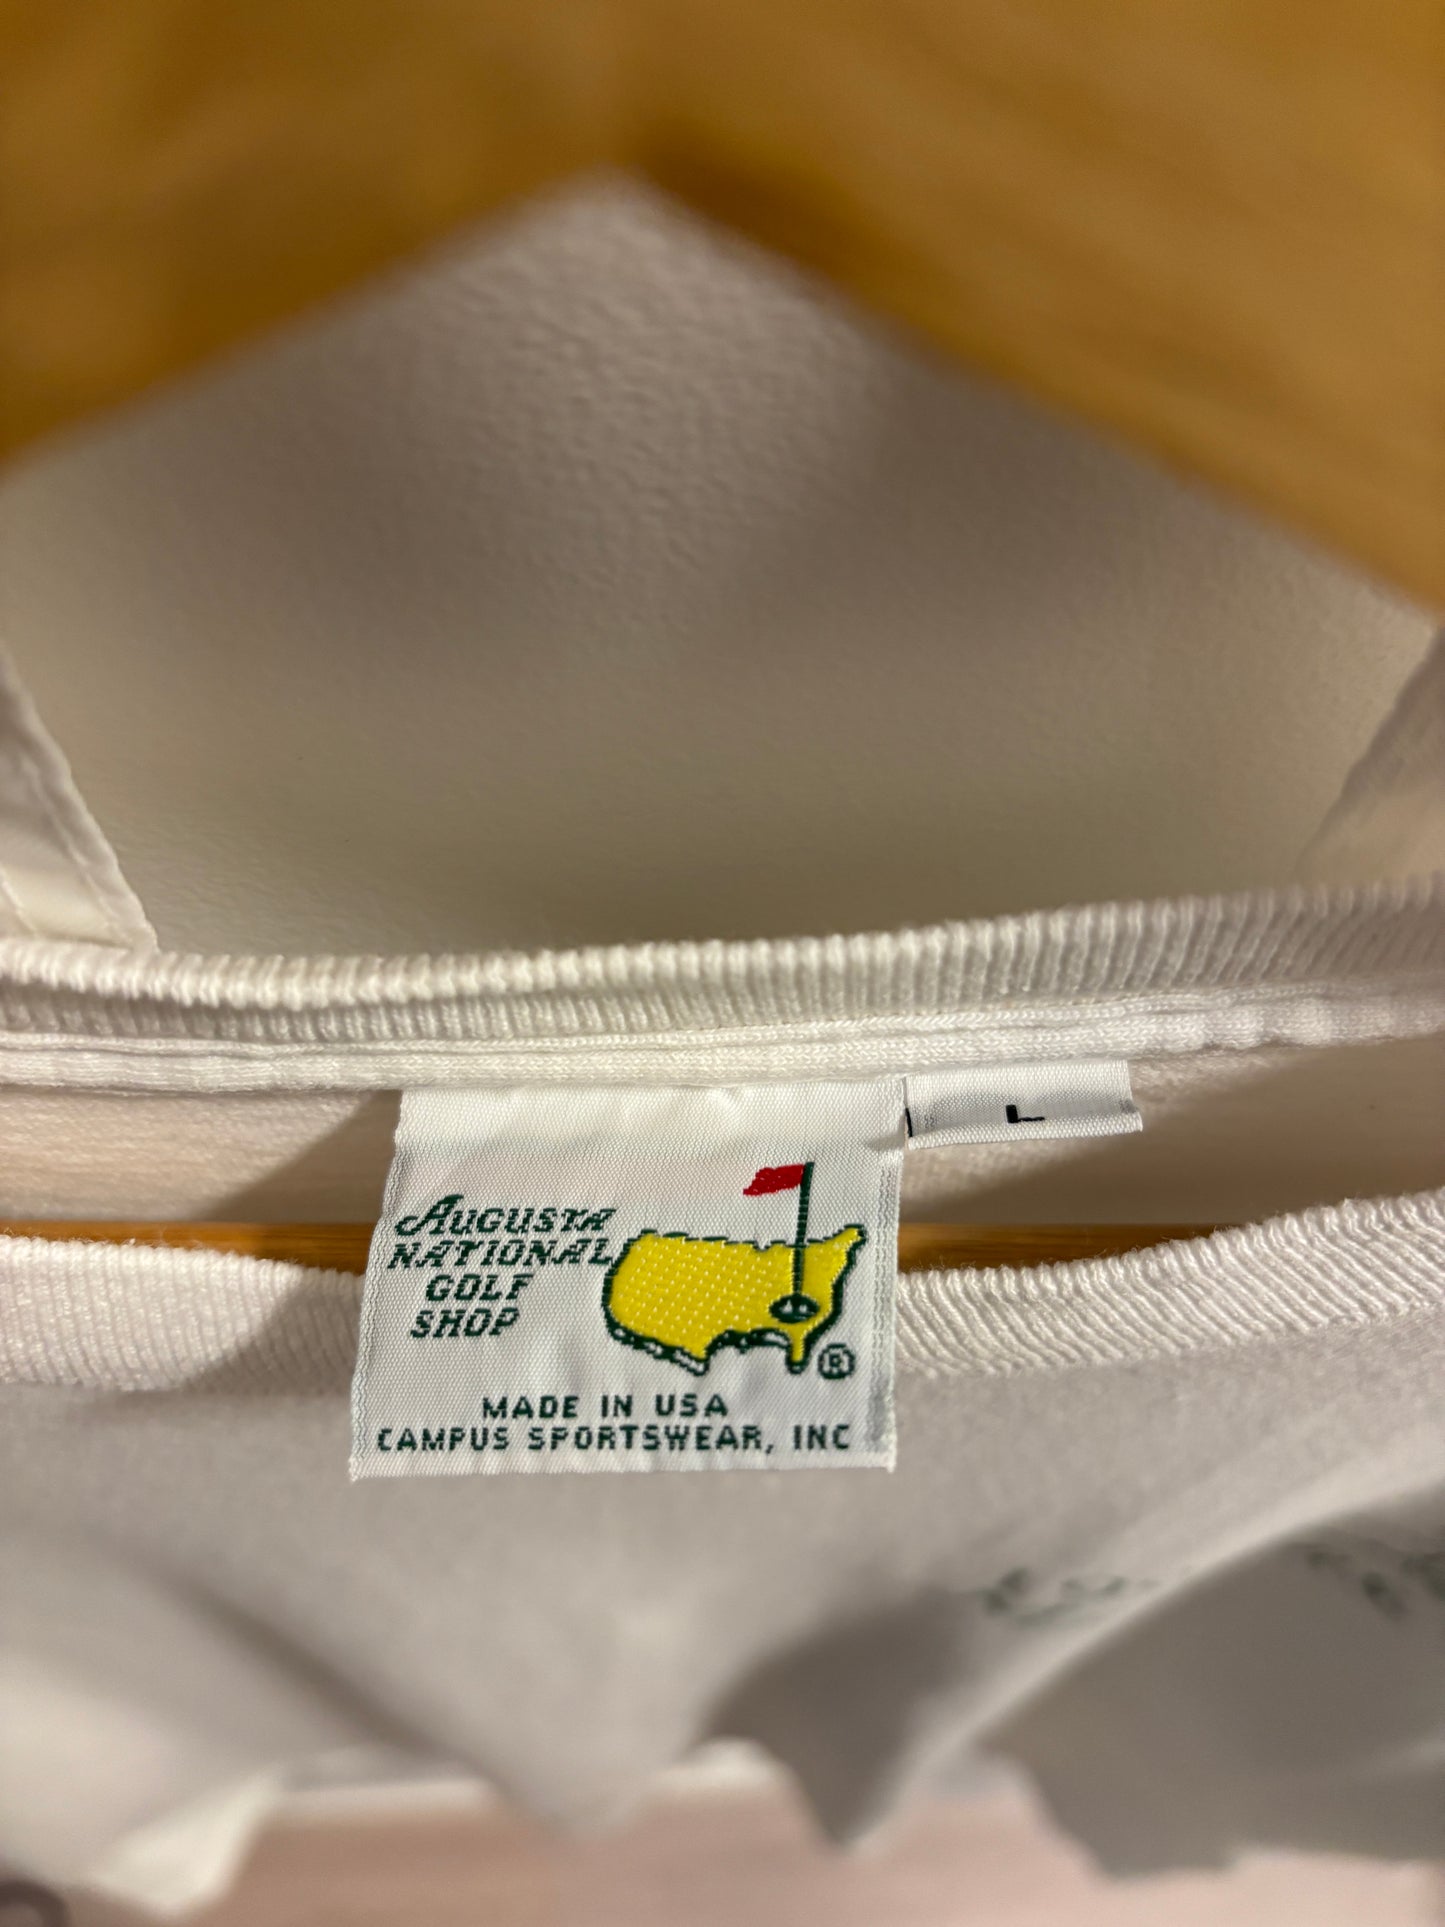 L
Augusta
NATIONAL
GOLF
SHOP
®
MADE IN USA
CAMPUS SPORTSWEAR, INC